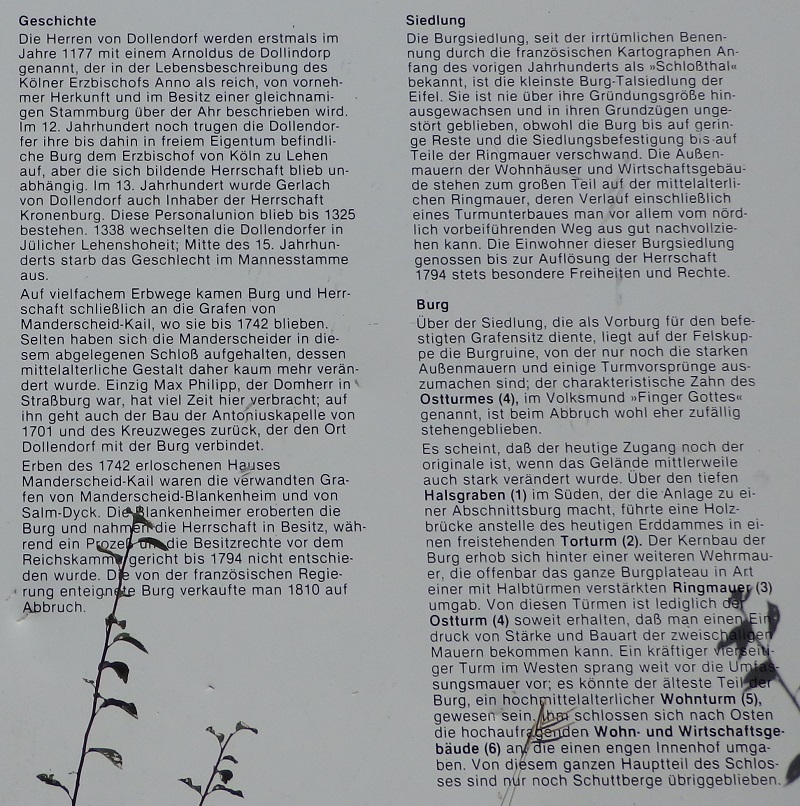 Geschichte
Die Herren von Dollendorf werden erstmals im
Jahre 1177 mit einem Arnoldus de Dollindorp
genannt, der in der Lebensbeschreibung des
Kölner Erzbischofs Anno als reich, von vorneh-
mer Herkunft und im Besitz einer gleichnami-
gen Stammburg über der Ahr beschrieben wird.
Im 12. Jahrhundert noch trugen die Dollendor-
fer ihre bis dahin in freiem Eigentum befindli-
che Burg dem Erzbischof von Köln zu Lehen
auf, aber die sich bildende Herrschaft blieb un-
abhängig. Im 13. Jahrhundert wurde Gerlach
von Dollendorf auch Inhaber der Herrschaft
Kronenburg. Diese Personalunion blieb bis 1325
bestehen. 1338 wechselten die Dollendorfer in
Jülicher Lehenshoheit; Mitte des 15. Jahrhun-
derts starb das Geschlecht im Mannesstamme
aus.
Auf vielfachem Erbwege kamen Burg und Herr-
schaft schließlich an die Grafen von
Manderscheid-Kail, wo sie bis 1742 blieben.
Selten haben sich die Manderscheider in die-
sem abgelegenen Schloß aufgehalten, dessen
mittelalterliche Gestalt daher kaum mehr verän-
dert wurde. Einzig Max Philipp, der Domherr in
Straßburg war, hat viel Zeit hier verbracht; auf
ihn geht auch der Bau der Antoniuskapelle von
1701 und des Kreuzweges zurück, der den Ort
Dollendorf mit der Burg verbindet.
Erben des 1742 erloschenen Hauses
Manderscheid-Kail waren die verwandten Gra-
fen von Manderscheid-Blankenheim und von
Salm-Dyck. Die Blankenheimer eroberten die
Burg und nahmen die Herrschaft in Besitz, wäh-
rend ein Prozeß um die Besitzrechte vor dem
Reichskammergericht bis 1794 nicht entschie-
den wurde. Die von der französischen Regie-
rung enteignete Burg verkaufte man 1810 auf
Abbruch.
Siedlung
Die Burgsiedlung, seit der irrtümlichen Benen-
nung durch die französischen Kartographen An-
fang des vorigen Jahrhunderts als »Schloßthal«
bekannt, ist die kleinste Burg-Talsiedlung der
Eifel. Sie ist nie über ihre Gründungsgröße hin-
ausgewachsen und in ihren Grundzügen unge-
stört geblieben, obwohl die Burg bis auf gerin-
ge Reste und die Siedlungsbefestigung bis auf
Teile der Ringmauer verschwand. Die Außen-
mauern der Wohnhäuser und Wirtschaftsgebäu-
de stehen zum großen Teil auf der mittelalterli-
chen Ringmauer, deren Verlauf einschließlich
eines Turmunterbaues man vor allem vom nörd-
lich vorbeiführenden Weg aus gut nachvollzie-
hen kann. Die Einwohner dieser Burgsiedlung
genossen bis zur Auflösung der Herrschaft
1794 stets besondere Freiheiten und Rechte.
Burg
Über der Siedlung, die als Vorburg für den befe-
stigten Grafensitz diente, liegt auf der Felskup-
pe die Burgruine, von der nur noch die starken
Außenmauern und einige Turmvorsprünge aus-
zumachen sind; der charakteristische Zahn des
Ostturmes (4), im Volksmund »Finger Gottes«
genannt, ist beim Abbruch wohl eher zufällig
stehengeblieben.
Es scheint, daß der heutige Zugang noch der
originale ist, wenn das Gelände mittlerweile
auch stark verändert wurde. Über den tiefen
Halsgraben (1) im Süden, der die Anlage zu ei-
ner Abschnittsburg macht, führte eine Holz-
brücke anstelle des heutigen Erddammes in ei-
nen freistehenden Torturm (2). Der Kernbau der
Burg erhob sich hinter einer weiteren Wehrmau-
er, die offenbar das ganze Burgplateau in Art
einer mit Halbtürmen verstärkten Ringmauer (3)
umgab. Von diesen Türmen ist lediglich der
Ostturm (4) soweit erhalten, daß man einen Ein-
druck von Stärke und Bauart der zweischaligen
Mauern bekommen kann. Ein kräftiger vierseiti-
ger Turm im Westen sprang weit vor die Umfas-
sungsmauer vor; es könnte der älteste Teil der
Burg, ein hochmittelalterlicher Wohnturm (5),
gewesen sein. Ihm schlossen sich nach Osten
die hochaufragenden Wohn- und Wirtschaftsge-
bäude (6) an, die einen engen Innenhof umga-
ben. Von diesem ganzen Hauptteil des Schlos-
ses sind nur noch Schuttberge übriggeblieben.